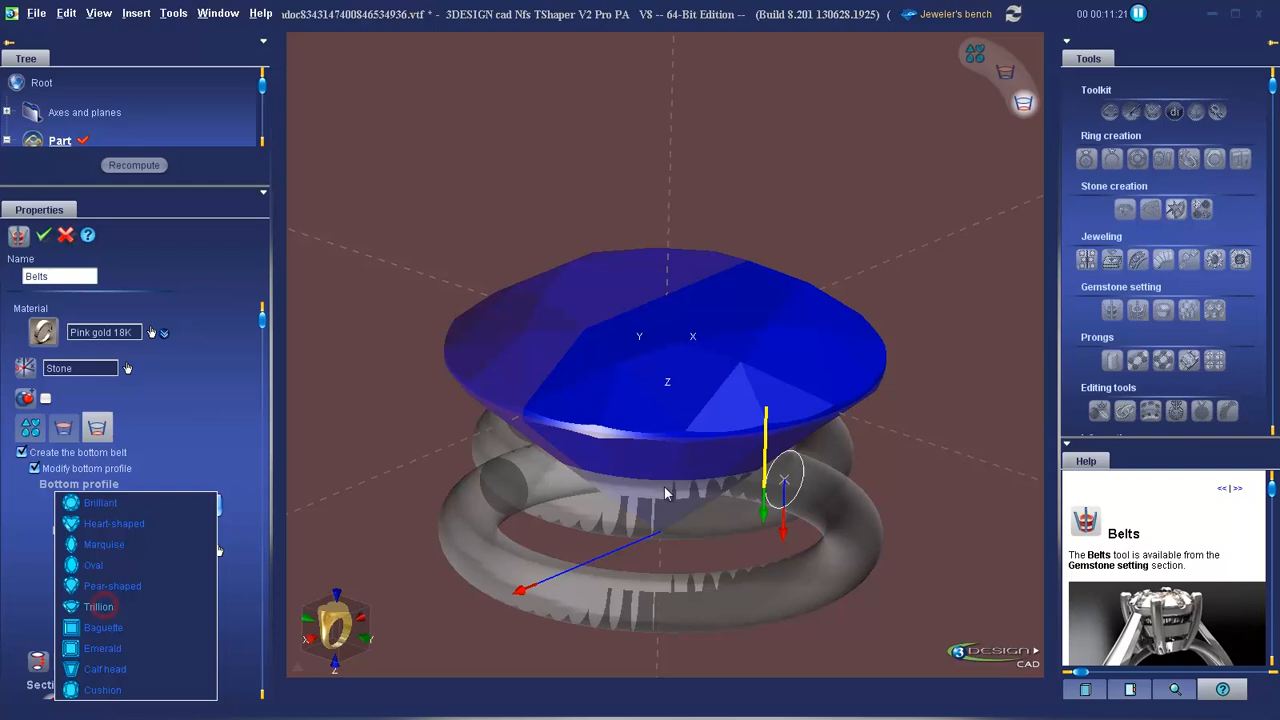 File Edit View Insert Tools Window Help ndoc8343147400846534936.vtf * - 3DESIGN cad Nfs TShaper V2 Pro PA V8 -- 64-Bit Edition -- (Build 8.201 130628.1925) ( Jeweler's bench 00 00:11:21
Tree
Root
Axes and planes
Part
Recompute
Properties
Name
Belts
Material
Pink gold 18K
Stone
Create the bottom belt
Modify bottom profile
Bottom profile
Brilliant
Heart-shaped
Marquise
Oval
Pear-shaped
Trillion
Baguette
Emerald
Calf head
Cushion
Secti
Y X
Z
X Y
Z
3DESIGN
CAD
Tools
Toolkit
Ring creation
Stone creation
Jeweling
Gemstone setting
Prongs
Editing tools
Help
<< | >>
Belts
The Belts tool is available from the
Gemstone setting section.